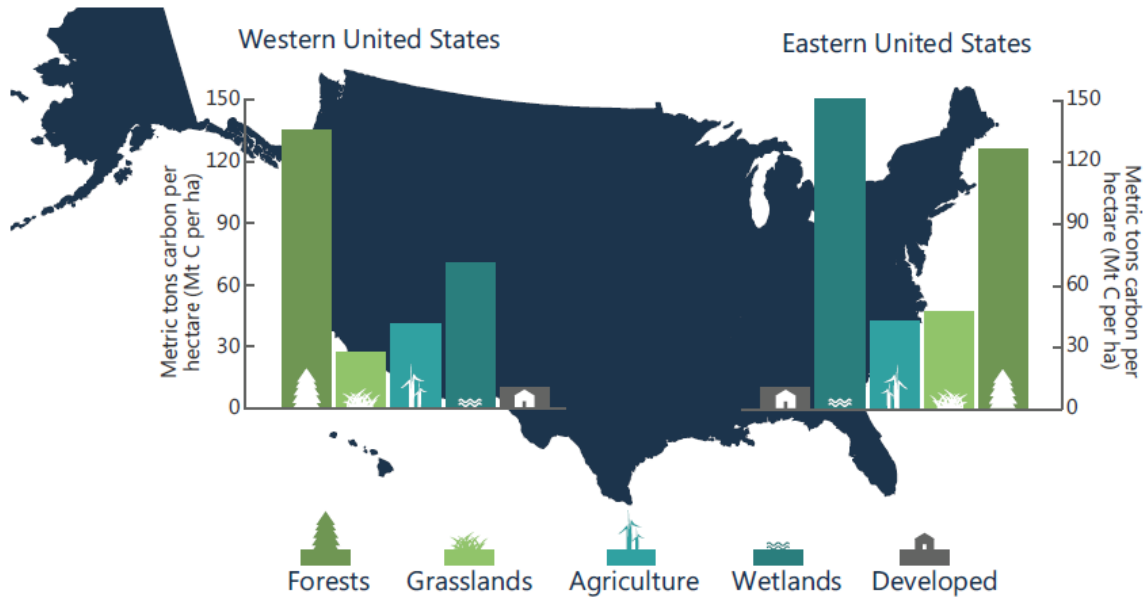 Western United States
Eastern United States
150
120
90
60
30
0
Metric tons carbon per
hectare (Mt C per ha)
150
120
90
60
30
0
Metric tons carbon per
hectare (Mt C per ha)
Forests
Grasslands
Agriculture
Wetlands
Developed